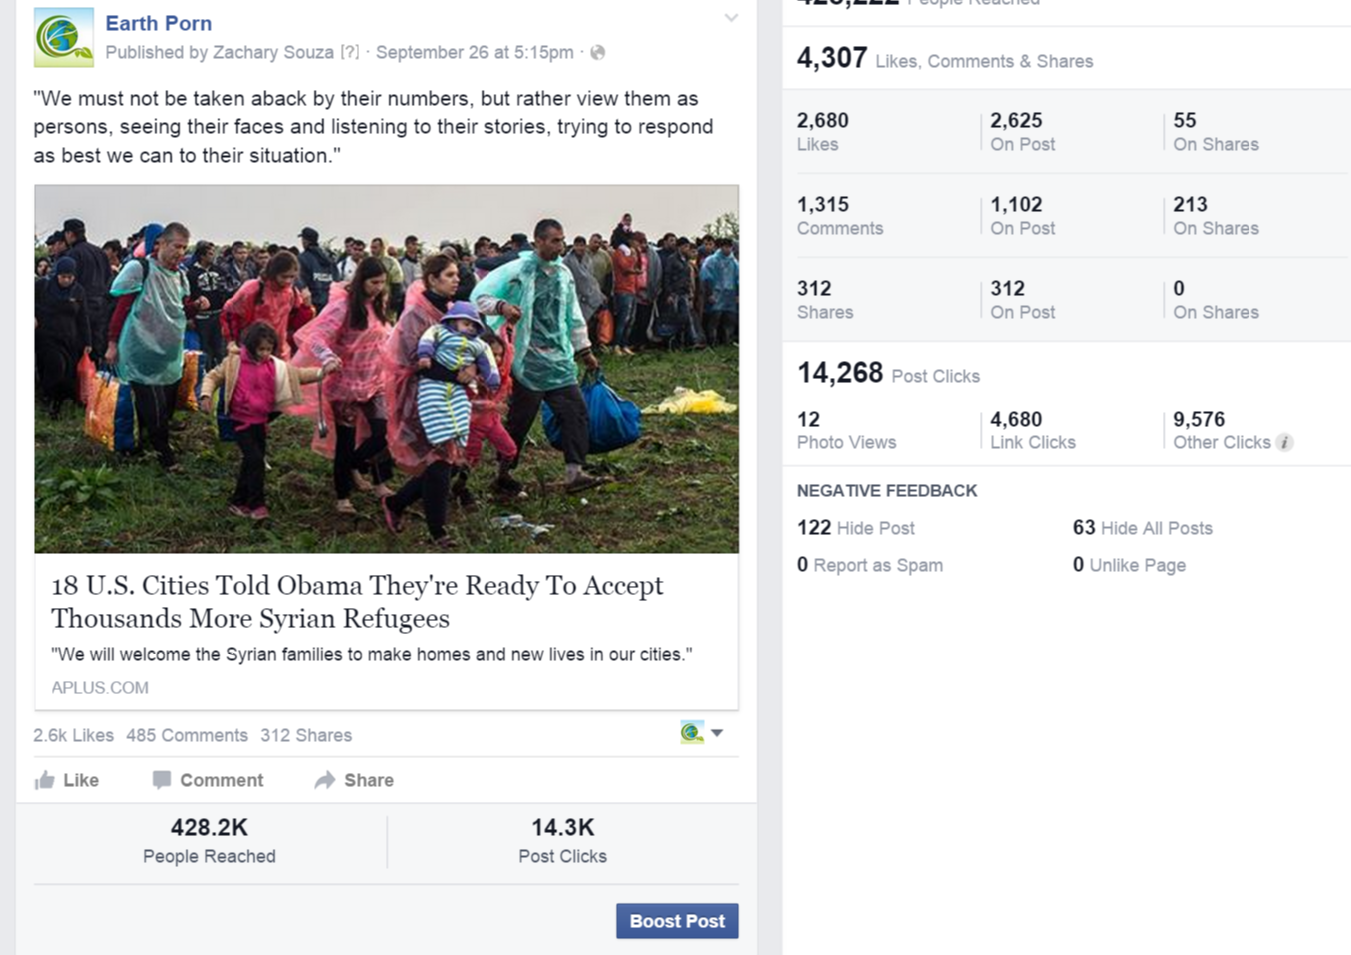 Earth Porn
Published by Zachary Souza [?] · September 26 at 5:15pm ·
"We must not be taken aback by their numbers, but rather view them as
persons, seeing their faces and listening to their stories, trying to respond
as best we can to their situation."
18 U.S. Cities Told Obama They're Ready To Accept
Thousands More Syrian Refugees
"We will welcome the Syrian families to make homes and new lives in our cities."
APLUS.COM
2.6k Likes 485 Comments 312 Shares
Like Comment Share
428.2K 14.3K
People Reached Post Clicks
Boost Post
People Reached
4,307 Likes, Comments & Shares
2,680 2,625 55
Likes On Post On Shares
1,315 1,102 213
Comments On Post On Shares
312 312 0
Shares On Post On Shares
14,268 Post Clicks
12 4,680 9,576
Photo Views Link Clicks Other Clicks i
NEGATIVE FEEDBACK
122 Hide Post 63 Hide All Posts
0 Report as Spam 0 Unlike Page